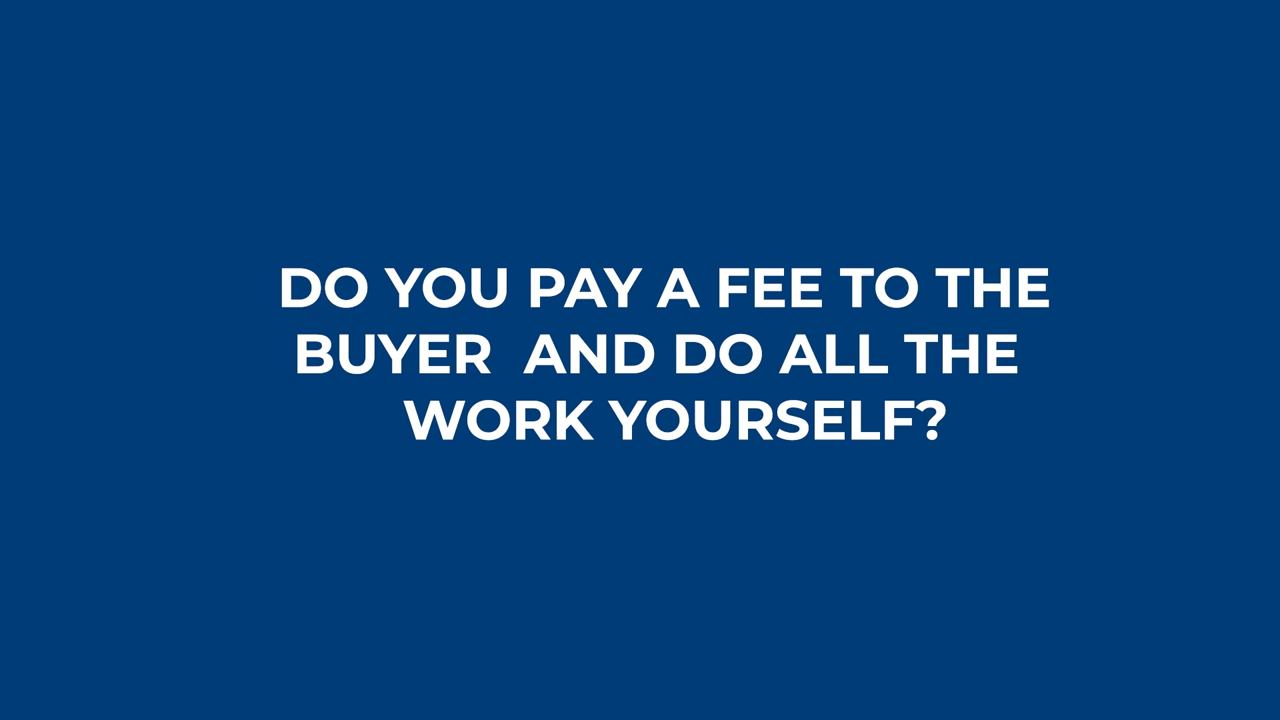 DO YOU PAY A FEE TO THE
BUYER  AND DO ALL THE
WORK YOURSELF?